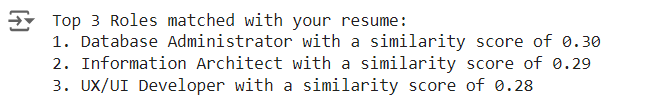 Top 3 Roles matched with your resume:
1. Database Administrator with a similarity score of 0.30
2. Information Architect with a similarity score of 0.29
3. UX/UI Developer with a similarity score of 0.28